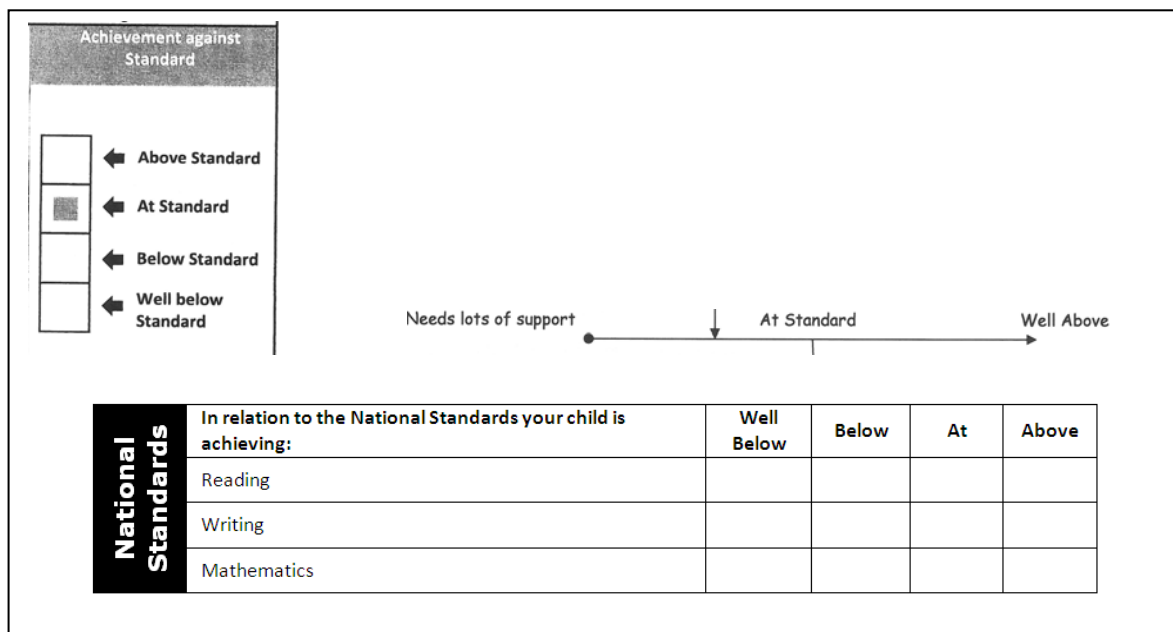 Achievement against
Standard
Above Standard
At Standard
Below Standard
Well below
Standard
Needs lots of support At Standard Well Above
National
Standards
In relation to the National Standards your child is
achieving:
Well
Below
Below
At
Above
Reading
Writing
Mathematics